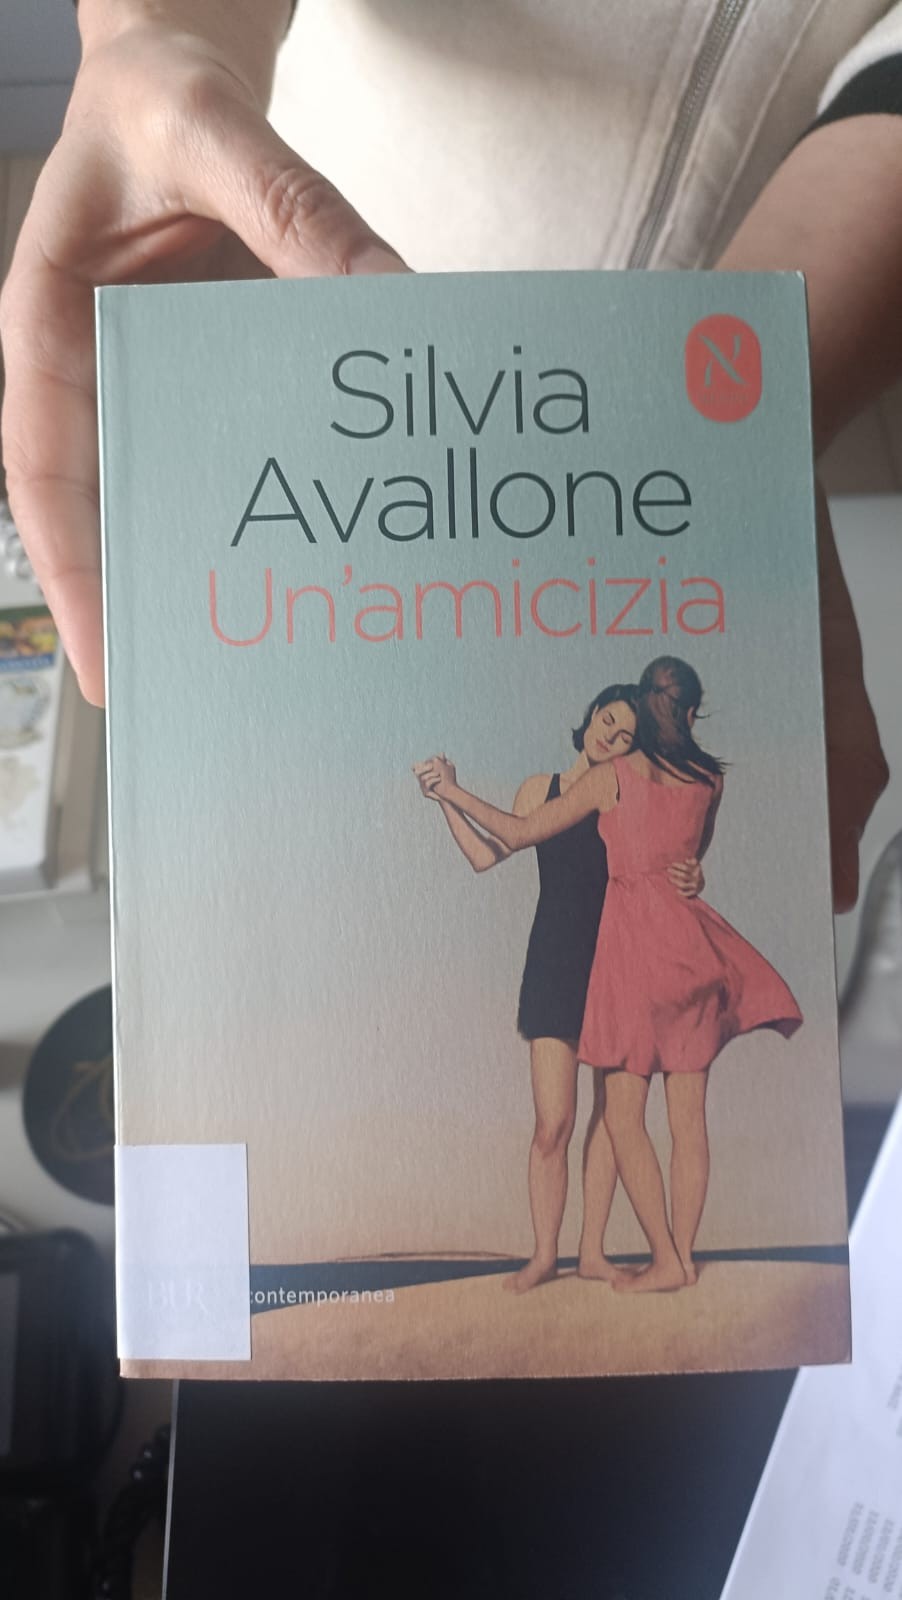 Silvia
Avallone
Un'amicizia
BUR contemporanea